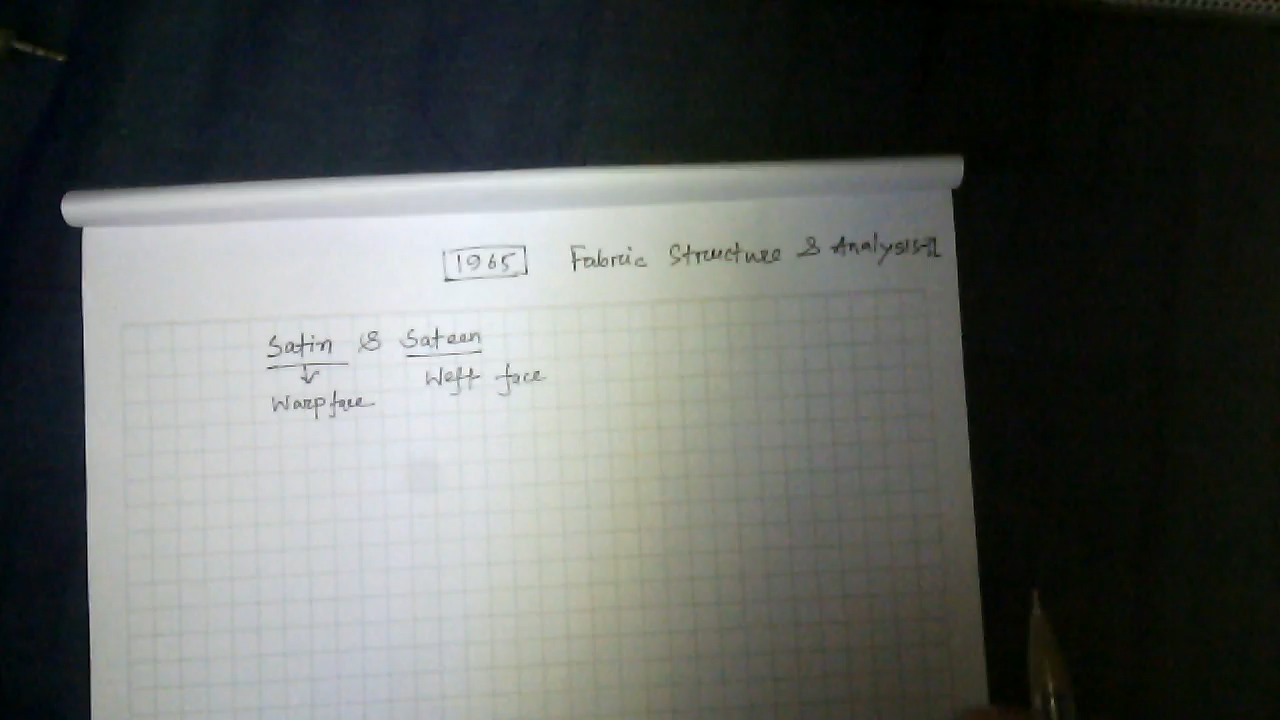 1965 Fabric Structure & Analysis-II
Satin & Sateen
Warp face Weft face